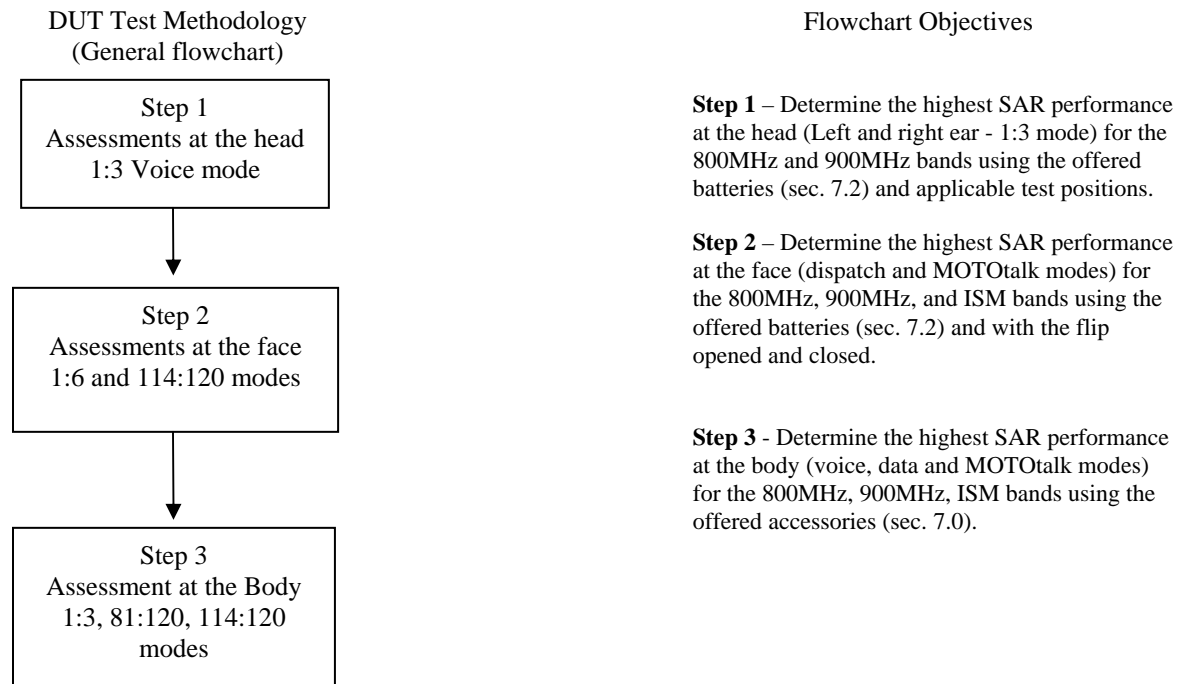 DUT Test Methodology
(General flowchart)
Step 1
Assessments at the head
1:3 Voice mode
Step 2
Assessments at the face
1:6 and 114:120 modes
Step 3
Assessment at the Body
1:3, 81:120, 114:120
modes
Flowchart Objectives
Step 1 – Determine the highest SAR performance
at the head (Left and right ear - 1:3 mode) for the
800MHz and 900MHz bands using the offered
batteries (sec. 7.2) and applicable test positions.
Step 2 – Determine the highest SAR performance
at the face (dispatch and MOTOtalk modes) for
the 800MHz, 900MHz, and ISM bands using the
offered batteries (sec. 7.2) and with the flip
opened and closed.
Step 3 - Determine the highest SAR performance
at the body (voice, data and MOTOtalk modes)
for the 800MHz, 900MHz, ISM bands using the
offered accessories (sec. 7.0).